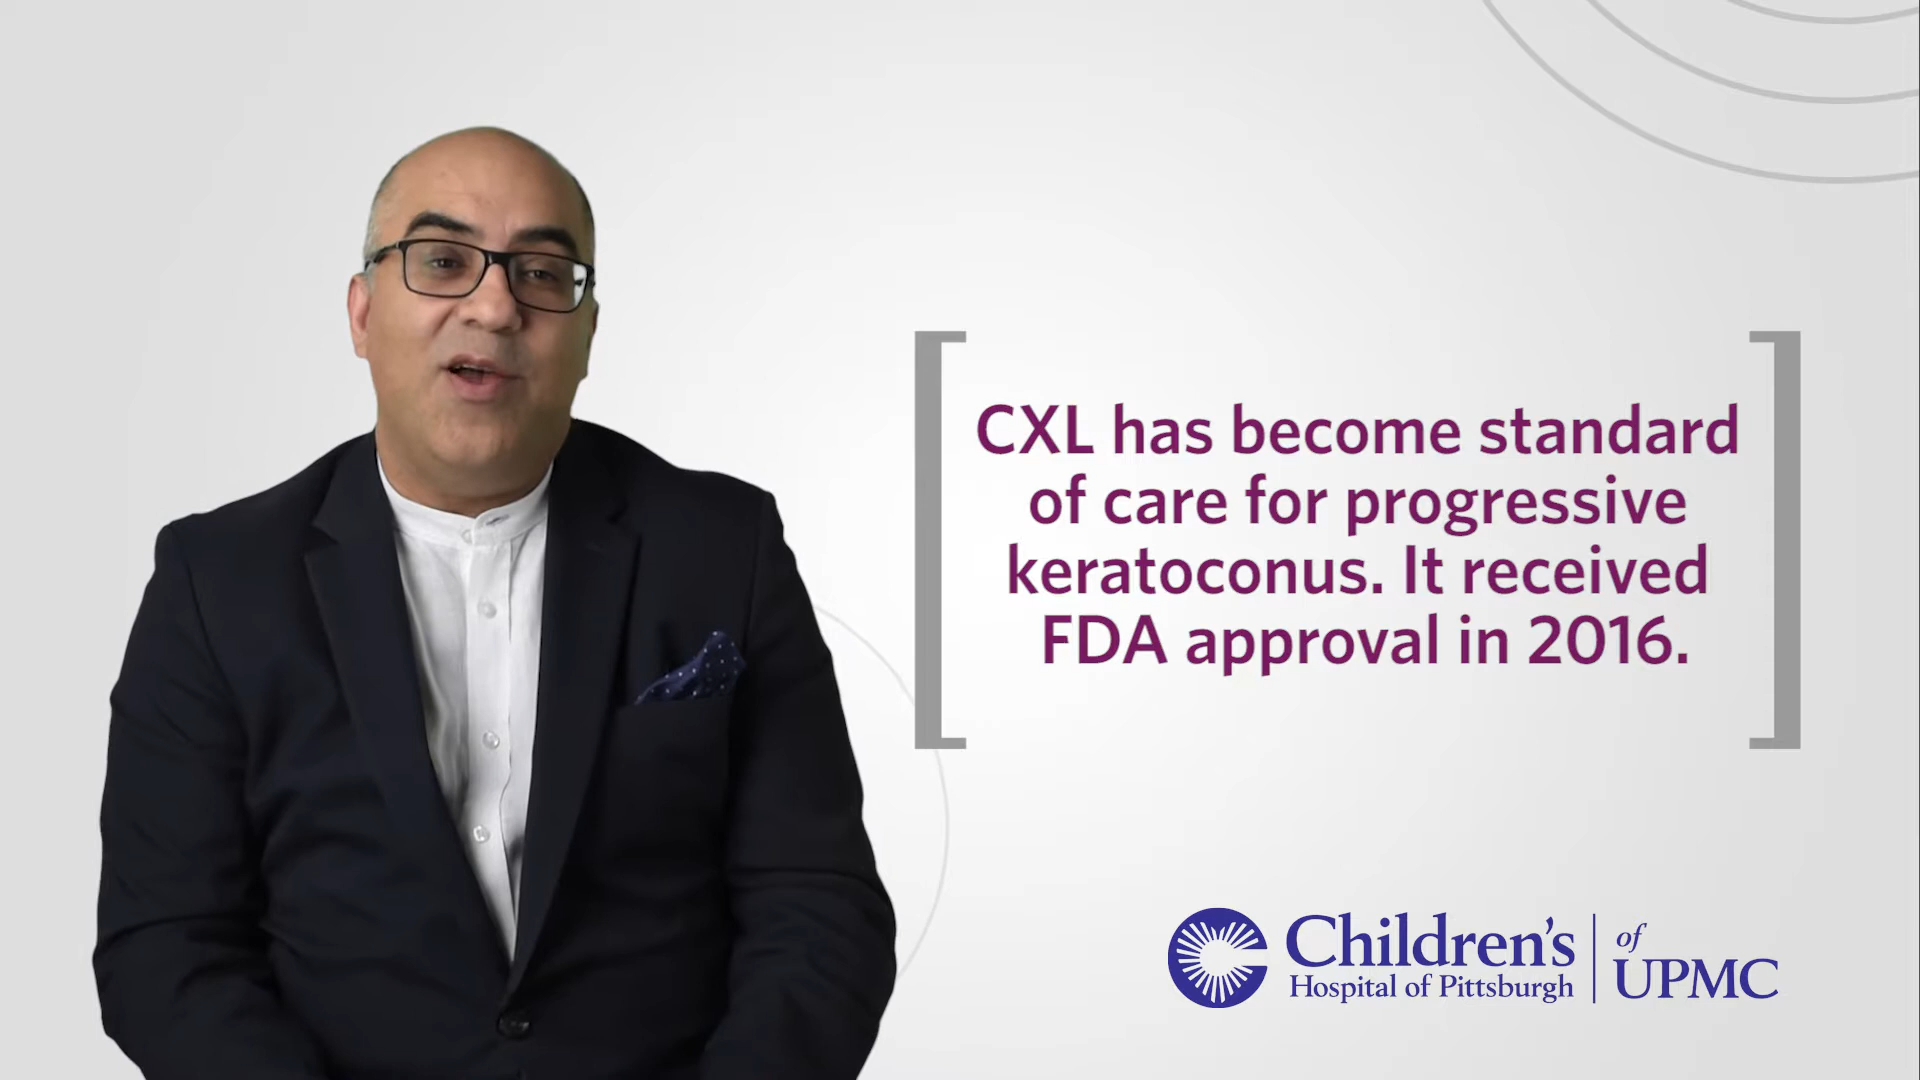 CXL has become standard
of care for progressive
keratoconus. It received
FDA approval in 2016.
Children's
Hospital of Pittsburgh
of
UPMC